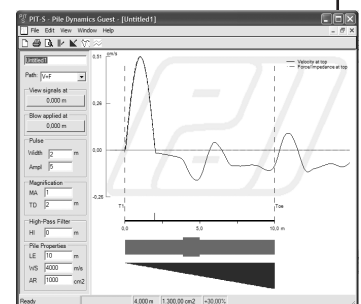 PIT-S - Pile Dynamics Guest - [Untitled1]
File Edit View Window Help
Untitled1
Path: V+F
View signals at
0,000 m
Blow applied at
0,000 m
Pulse
Width 2 m
Ampl 5
Magnification
MA 1
TD 2 m
High-Pass Filter
HI 0 m
Pile Properties
LE 10 m
WS 4000 m/s
AR 1000 cm2
cm/s
0.51
0.26
0.00
-0.25
Velocity at top
Force/Impedance at top
T1
Toe
0,0 5,0 10,0 m
Ready 4,000 m 1.300,00 cm2 +30,00%